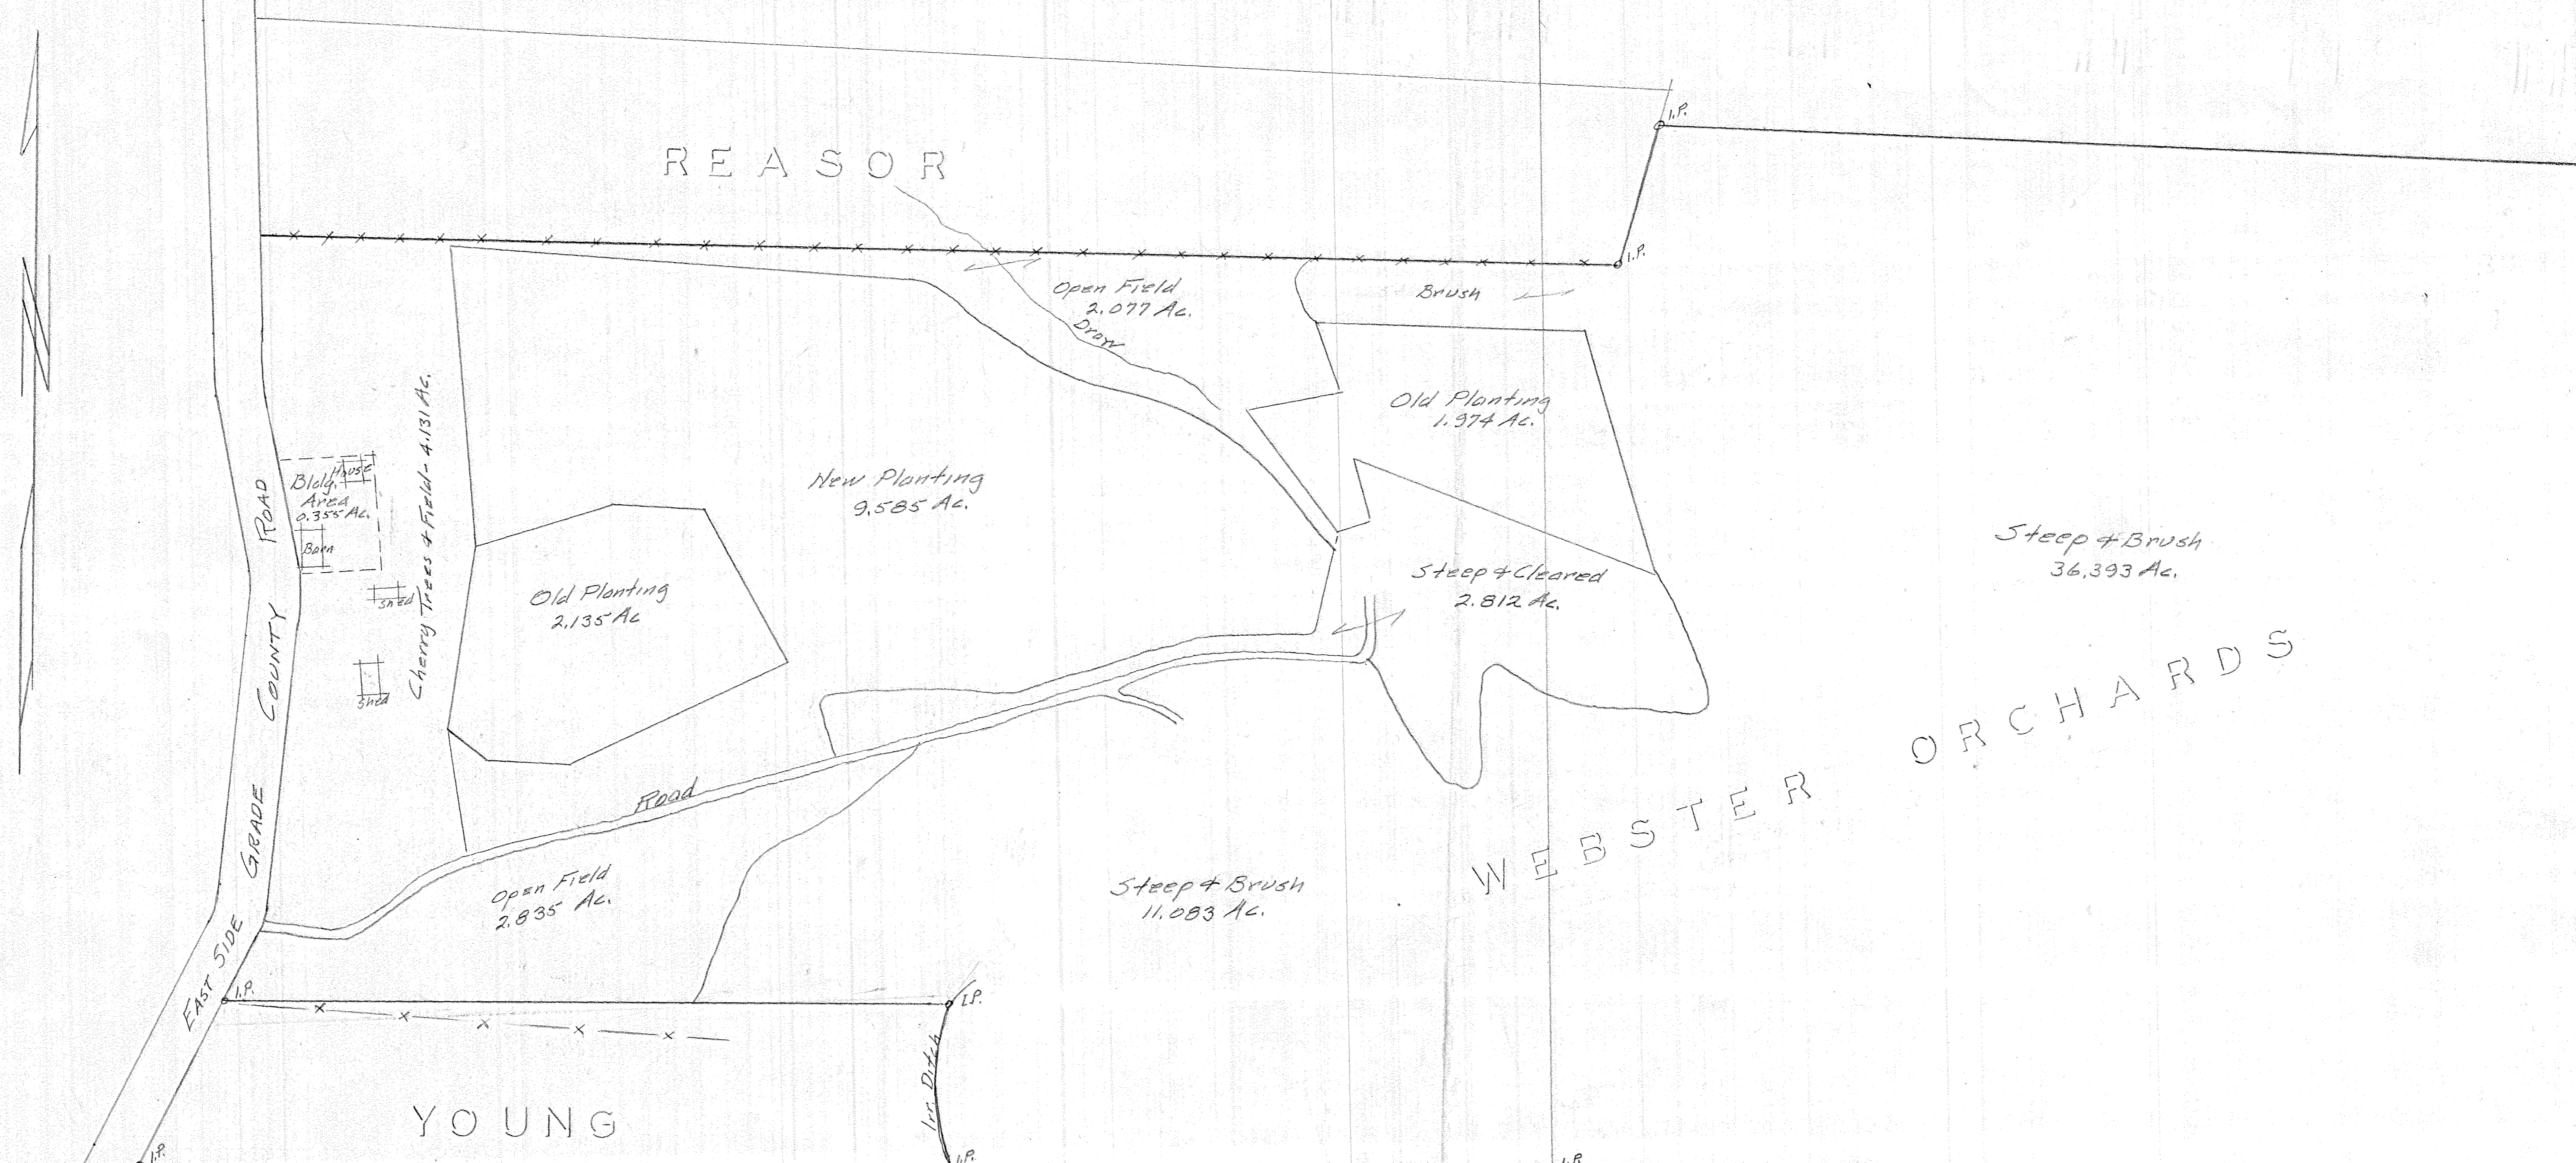 I.P.
REASOR
I.P.
Open Field
2.077 Ac.
Brush
Draw
Old Planting
1.974 Ac.
Cherry Trees & Field - 4.131 Ac.
House
Bldg.
Area
0.355 Ac.
Barn
New Planting
9.585 Ac.
Steep & Brush
36.393 Ac.
Steep & Cleared
2.812 Ac.
Old Planting
2.135 Ac
Shed
Shed
WEBSTER ORCHARDS
Road
EAST SIDE GRADE COUNTY ROAD
Open Field
2.835 Ac.
Steep & Brush
11.083 Ac.
I.P.
I.P.
Irr. Ditch
YOUNG
I.P.
I.P.
I.P.
N